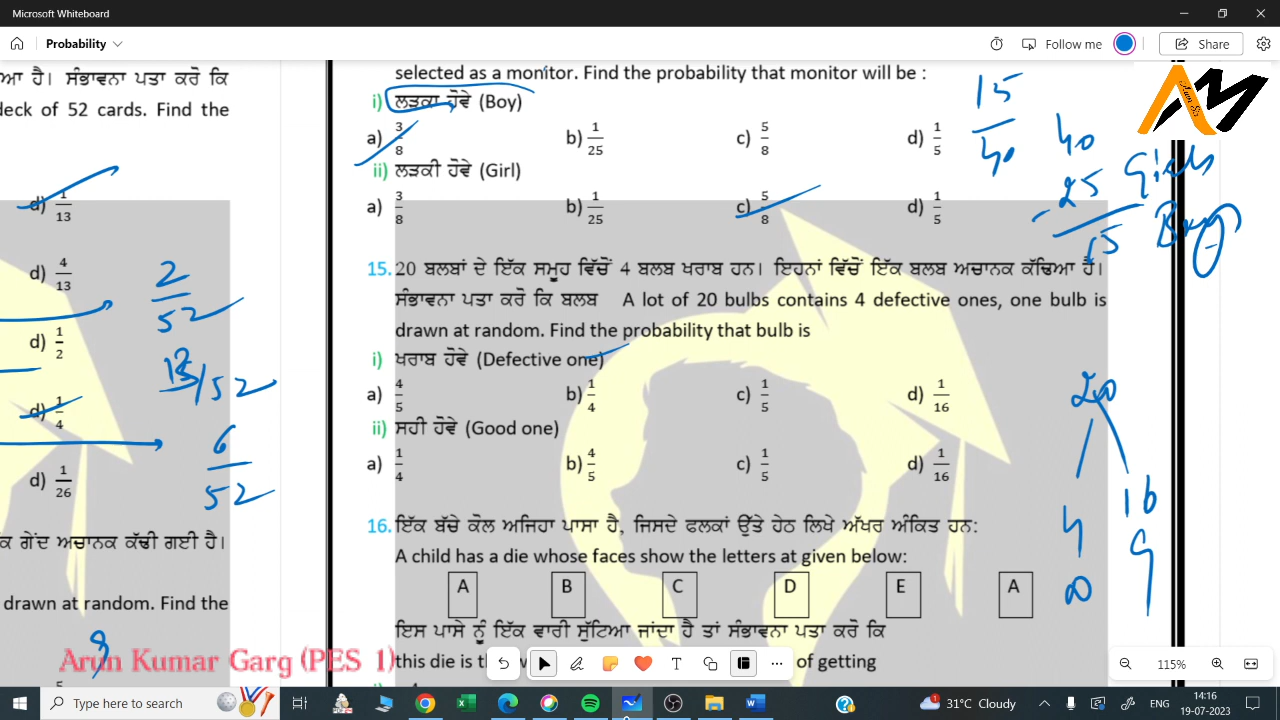 Microsoft Whiteboard
Probability
Follow me
Share
ਆ ਹੈ। ਸੰਭਾਵਨਾ ਪਤਾ ਕਰੋ ਕਿ
deck of 52 cards. Find the
d) 1/13
d) 4/13
d) 1/2
d) 1/4
d) 1/26
2/52
13/52
6/52
ਕ ਗੇਂਦ ਅਚਾਨਕ ਕੱਢੀ ਗਈ ਹੈ।
drawn at random. Find the
8
5
selected as a monitor. Find the probability that monitor will be :
i) ਲੜਕਾ ਹੋਵੇ (Boy)
a) 3/8 b) 1/25 c) 5/8 d) 1/5
ii) ਲੜਕੀ ਹੋਵੇ (Girl)
a) 3/8 b) 1/25 c) 5/8 d) 1/5
15/40
40
- 25 Girls
15 Boys
Arun Sir
15. 20 ਬਲਬਾਂ ਦੇ ਇੱਕ ਸਮੂਹ ਵਿੱਚੋਂ 4 ਬਲਬ ਖਰਾਬ ਹਨ। ਇਹਨਾਂ ਵਿੱਚੋਂ ਇੱਕ ਬਲਬ ਅਚਾਨਕ ਕੱਢਿਆ ਹੈ।
ਸੰਭਾਵਨਾ ਪਤਾ ਕਰੋ ਕਿ ਬਲਬ A lot of 20 bulbs contains 4 defective ones, one bulb is
drawn at random. Find the probability that bulb is
i) ਖਰਾਬ ਹੋਵੇ (Defective one)
a) 4/5 b) 1/4 c) 1/5 d) 1/16
ii) ਸਹੀ ਹੋਵੇ (Good one)
a) 1/4 b) 4/5 c) 1/5 d) 1/16
20
4 16
16. ਇੱਕ ਬੱਚੇ ਕੋਲ ਅਜਿਹਾ ਪਾਸਾ ਹੈ, ਜਿਸਦੇ ਫਲਕਾਂ ਉੱਤੇ ਹੇਠ ਲਿਖੇ ਅੱਖਰ ਅੰਕਿਤ ਹਨ:
A child has a die whose faces show the letters at given below:
A B C D E A
ਇਸ ਪਾਸੇ ਨੂੰ ਇੱਕ ਵਾਰੀ ਸੁੱਟਿਆ ਜਾਂਦਾ ਹੈ ਤਾਂ ਸੰਭਾਵਨਾ ਪਤਾ ਕਰੋ ਕਿ
this die is of getting
Arun Kumar Garg (PES 1)
115%
Type here to search
31°C Cloudy
ENG
14:16
19-07-2023